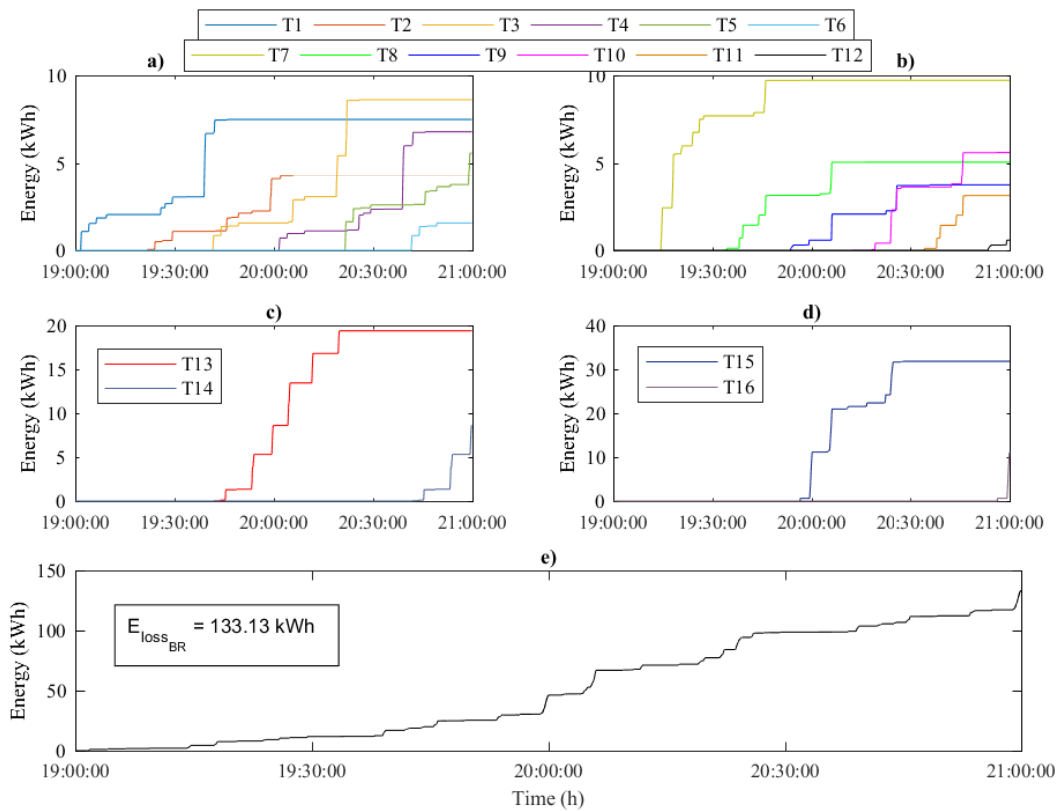 T1 T2 T3 T4 T5 T6
T7 T8 T9 T10 T11 T12
a) b)
10 10
Energy (kWh) Energy (kWh)
5 5
0 0
19:00:00 19:30:00 20:00:00 20:30:00 21:00:00 19:00:00 19:30:00 20:00:00 20:30:00 21:00:00
c) d)
20 40
T13 T15
15 30
T14 T16
Energy (kWh) Energy (kWh)
10 20
5 10
0 0
19:00:00 19:30:00 20:00:00 20:30:00 21:00:00 19:00:00 19:30:00 20:00:00 20:30:00 21:00:00
e)
150
E_loss_BR = 133.13 kWh
Energy (kWh)
100
50
0
19:00:00 19:30:00 20:00:00 20:30:00 21:00:00
Time (h)